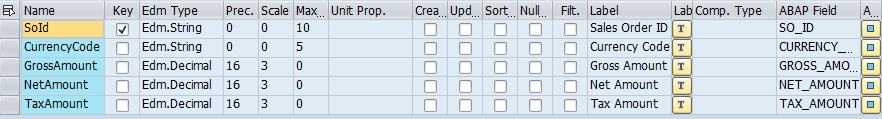 Name Key Edm Type Prec. Scale Max... Unit Prop. Crea... Upd... Sort... Null... Filt. Label Lab... Comp. Type ABAP Field A...
SoId Edm.String 0 0 10 Sales Order ID T SO_ID
CurrencyCode Edm.String 0 0 5 Currency Code T CURRENCY_...
GrossAmount Edm.Decimal 16 3 0 Gross Amount T GROSS_AMO...
NetAmount Edm.Decimal 16 3 0 Net Amount T NET_AMOUNT
TaxAmount Edm.Decimal 16 3 0 Tax Amount T TAX_AMOUNT